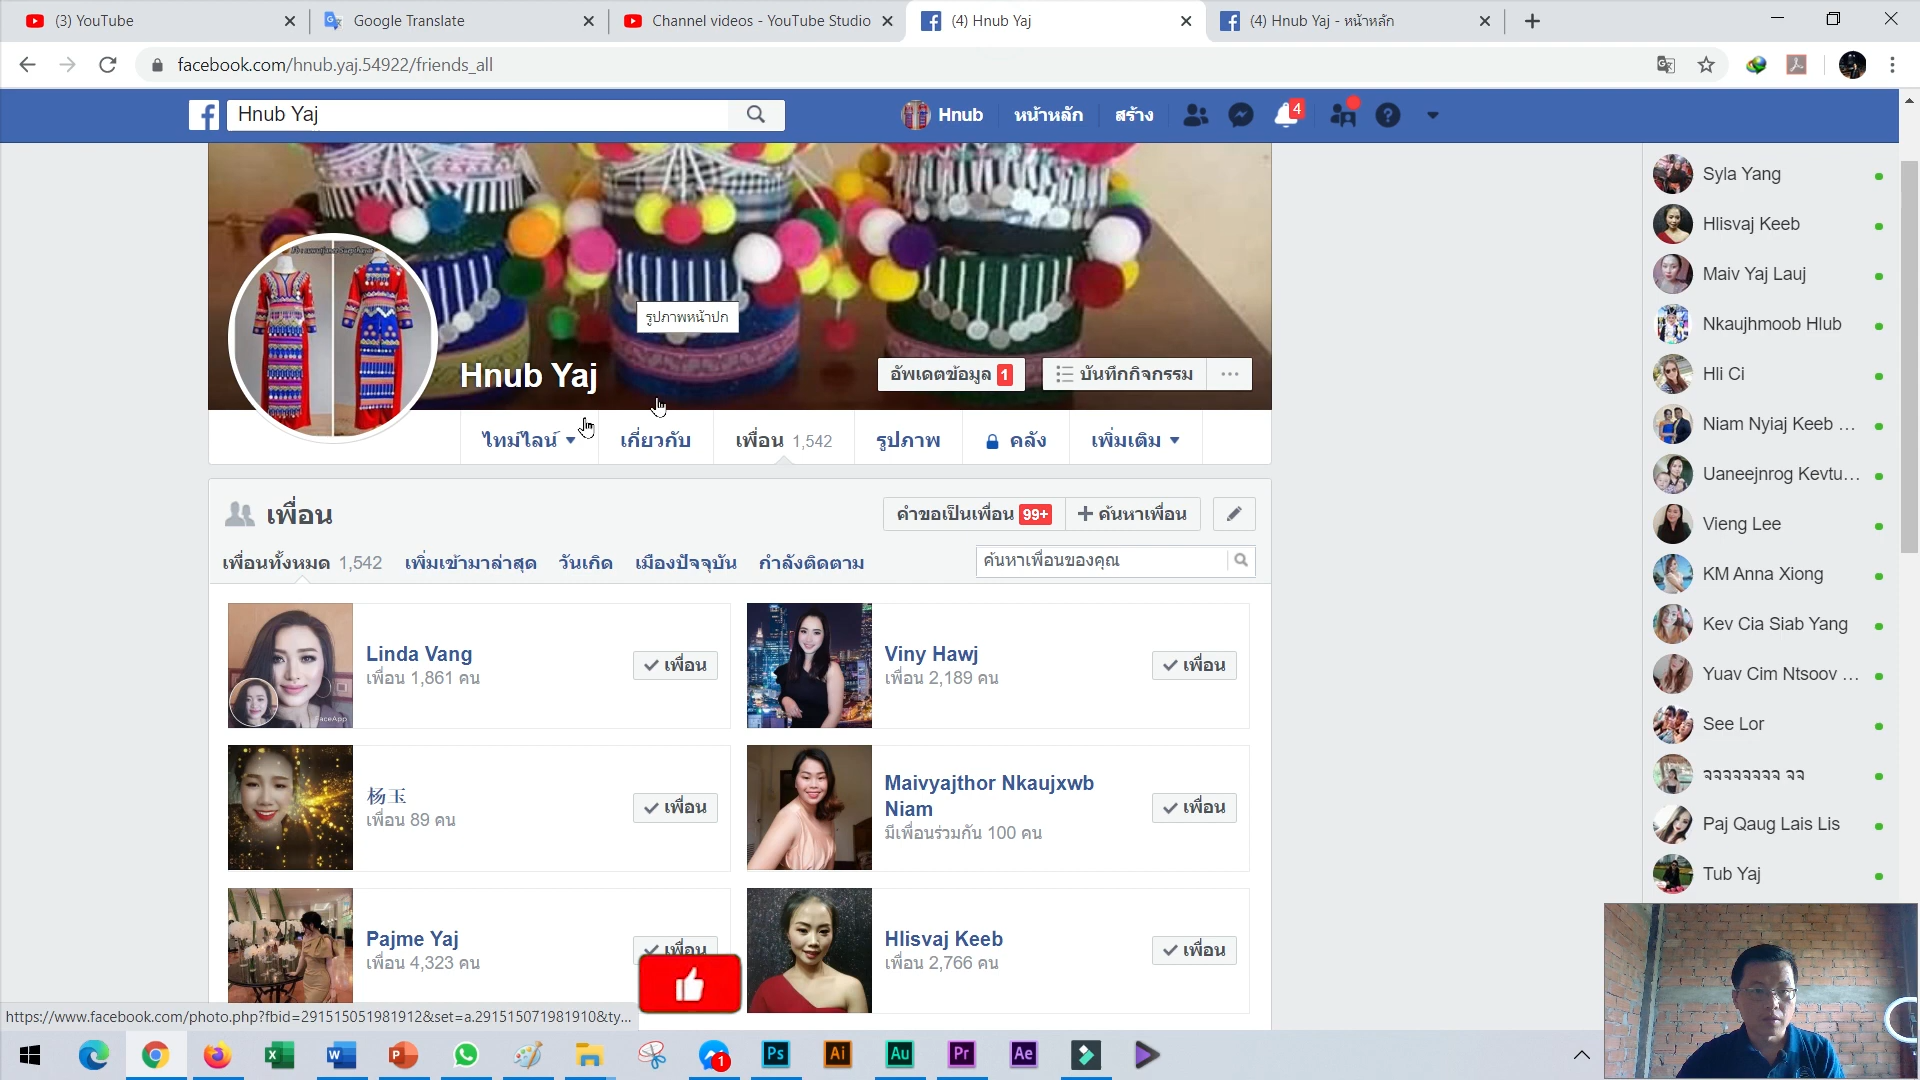 (3) YouTube
Google Translate
Channel videos - YouTube Studio
(4) Hnub Yaj
(4) Hnub Yaj - หน้าหลัก
facebook.com/hnub.yaj.54922/friends_all
Hnub Yaj
Hnub
หน้าหลัก
สร้าง
4
รูปภาพหน้าปก
Hnub Yaj
อัพเดตข้อมูล 1
บันทึกกิจกรรม
ไทม์ไลน์
เกี่ยวกับ
เพื่อน 1,542
รูปภาพ
คลัง
เพิ่มเติม
เพื่อน
คำขอเป็นเพื่อน 99+
ค้นหาเพื่อน
เพื่อนทั้งหมด 1,542
เพิ่มเข้ามาล่าสุด
วันเกิด
เมืองปัจจุบัน
กำลังติดตาม
ค้นหาเพื่อนของคุณ
FaceApp
Linda Vang
เพื่อน 1,861 คน
เพื่อน
Viny Hawj
เพื่อน 2,189 คน
เพื่อน
杨玉
เพื่อน 89 คน
เพื่อน
Maivyajthor Nkaujxwb
Niam
มีเพื่อนร่วมกัน 100 คน
เพื่อน
Pajme Yaj
เพื่อน 4,323 คน
เพื่อน
Hlisvaj Keeb
เพื่อน 2,766 คน
เพื่อน
Syla Yang
Hlisvaj Keeb
Maiv Yaj Lauj
Nkaujhmoob Hlub
Hli Ci
Niam Nyiaj Keeb ...
Uaneejnrog Kevtu...
Vieng Lee
KM Anna Xiong
Kev Cia Siab Yang
Yuav Cim Ntsoov ...
See Lor
จจจจจจจจ จจ
Paj Qaug Lais Lis
Tub Yaj
https://www.facebook.com/photo.php?fbid=291515051981912&set=a.291515071981910&ty...
1
Ps
Ai
Au
Pr
Ae